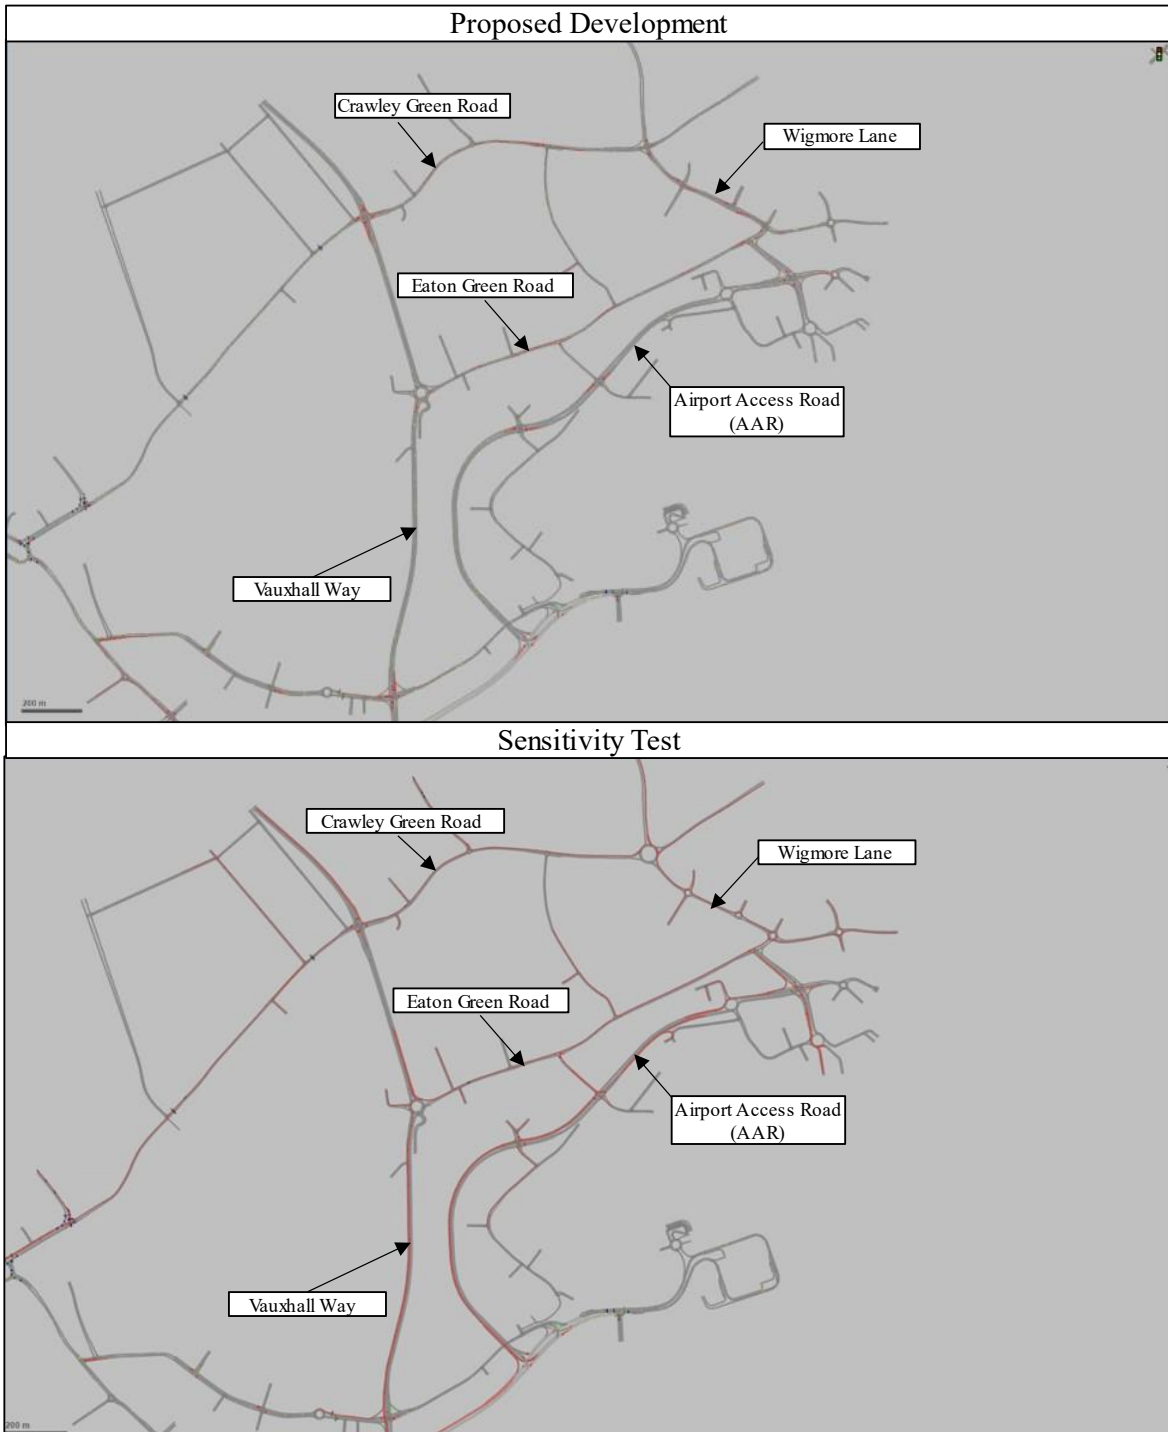 Proposed Development
Crawley Green Road
Wigmore Lane
Eaton Green Road
Airport Access Road
(AAR)
Vauxhall Way
200 m
Sensitivity Test
Crawley Green Road
Wigmore Lane
Eaton Green Road
Airport Access Road
(AAR)
Vauxhall Way
200 m